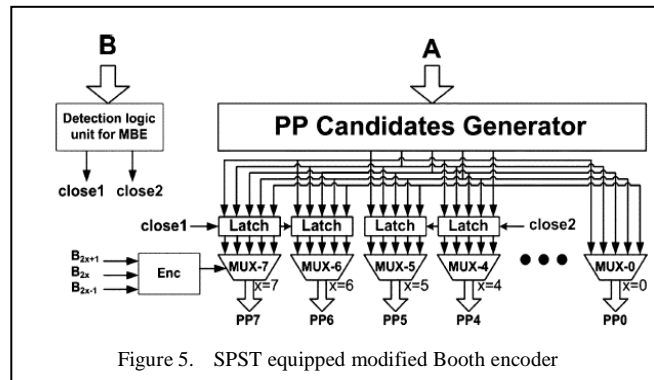 B
A
Detection logic
unit for MBE
PP Candidates Generator
close1 close2
close1 Latch Latch Latch Latch close2
B2x+1
B2x
B2x-1
Enc
MUX-7 MUX-6 MUX-5 MUX-4 MUX-0
x=7 x=6 x=5 x=4 x=0
PP7 PP6 PP5 PP4 PP0
Figure 5. SPST equipped modified Booth encoder